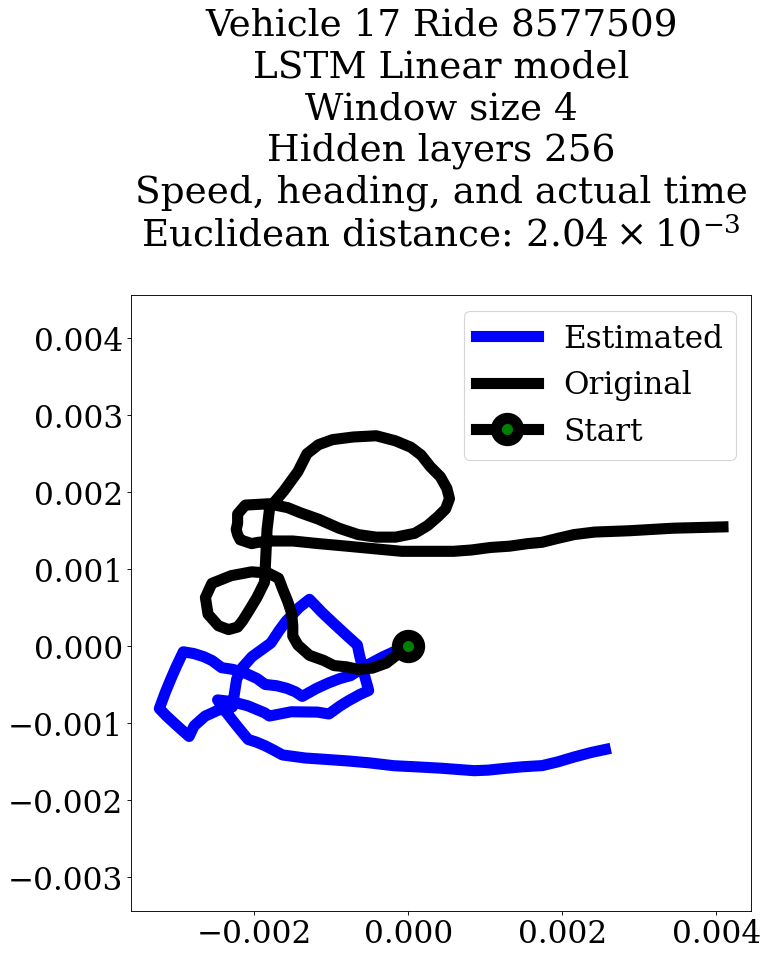 Vehicle 17 Ride 8577509
LSTM Linear model
Window size 4
Hidden layers 256
Speed, heading, and actual time
Euclidean distance: 2.04 × 10⁻³
Estimated
Original
Start
0.004
0.003
0.002
0.001
0.000
−0.001
−0.002
−0.003
−0.002 0.000 0.002 0.004